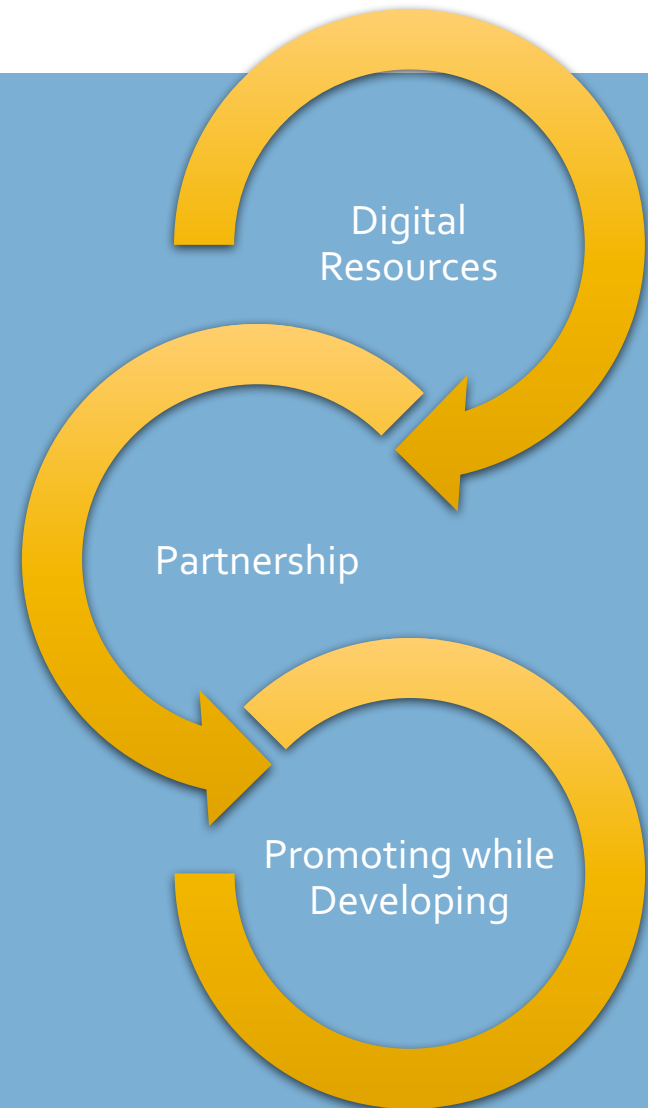 Digital
Resources
Partnership
Promoting while
Developing